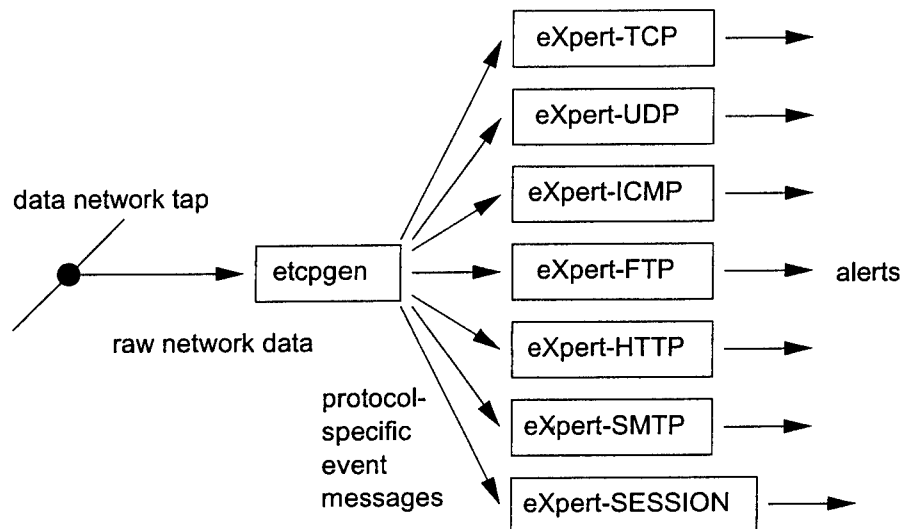 eXpert-TCP
eXpert-UDP
eXpert-ICMP
data network tap
etcpgen
eXpert-FTP
alerts
raw network data
eXpert-HTTP
protocol-
specific
event
messages
eXpert-SMTP
eXpert-SESSION